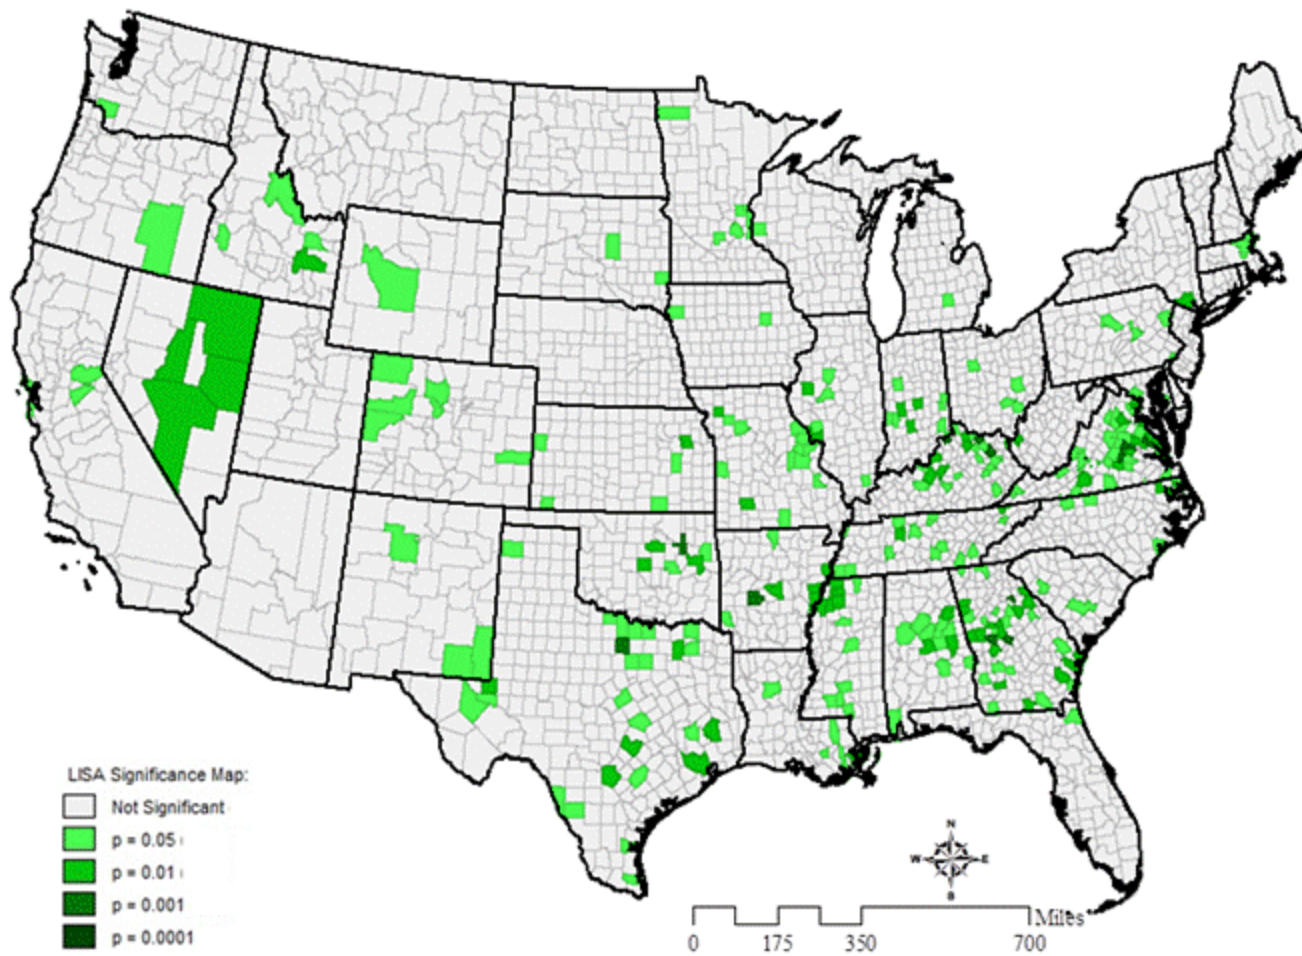 LISA Significance Map:
Not Significant
p = 0.05
p = 0.01
p = 0.001
p = 0.0001
N
W E
S
Miles
0 175 350 700